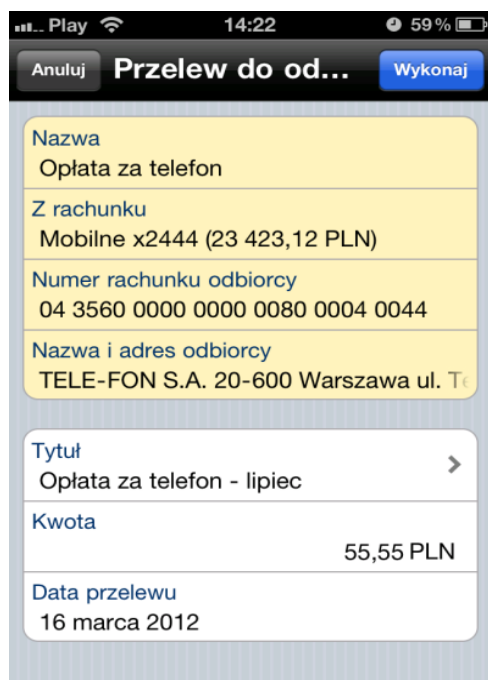 Play 14:22 59%
Anuluj Przelew do od... Wykonaj
Nazwa
Opłata za telefon
Z rachunku
Mobilne x2444 (23 423,12 PLN)
Numer rachunku odbiorcy
04 3560 0000 0000 0080 0004 0044
Nazwa i adres odbiorcy
TELE-FON S.A. 20-600 Warszawa ul.
Tytuł
Opłata za telefon - lipiec
Kwota
55,55 PLN
Data przelewu
16 marca 2012